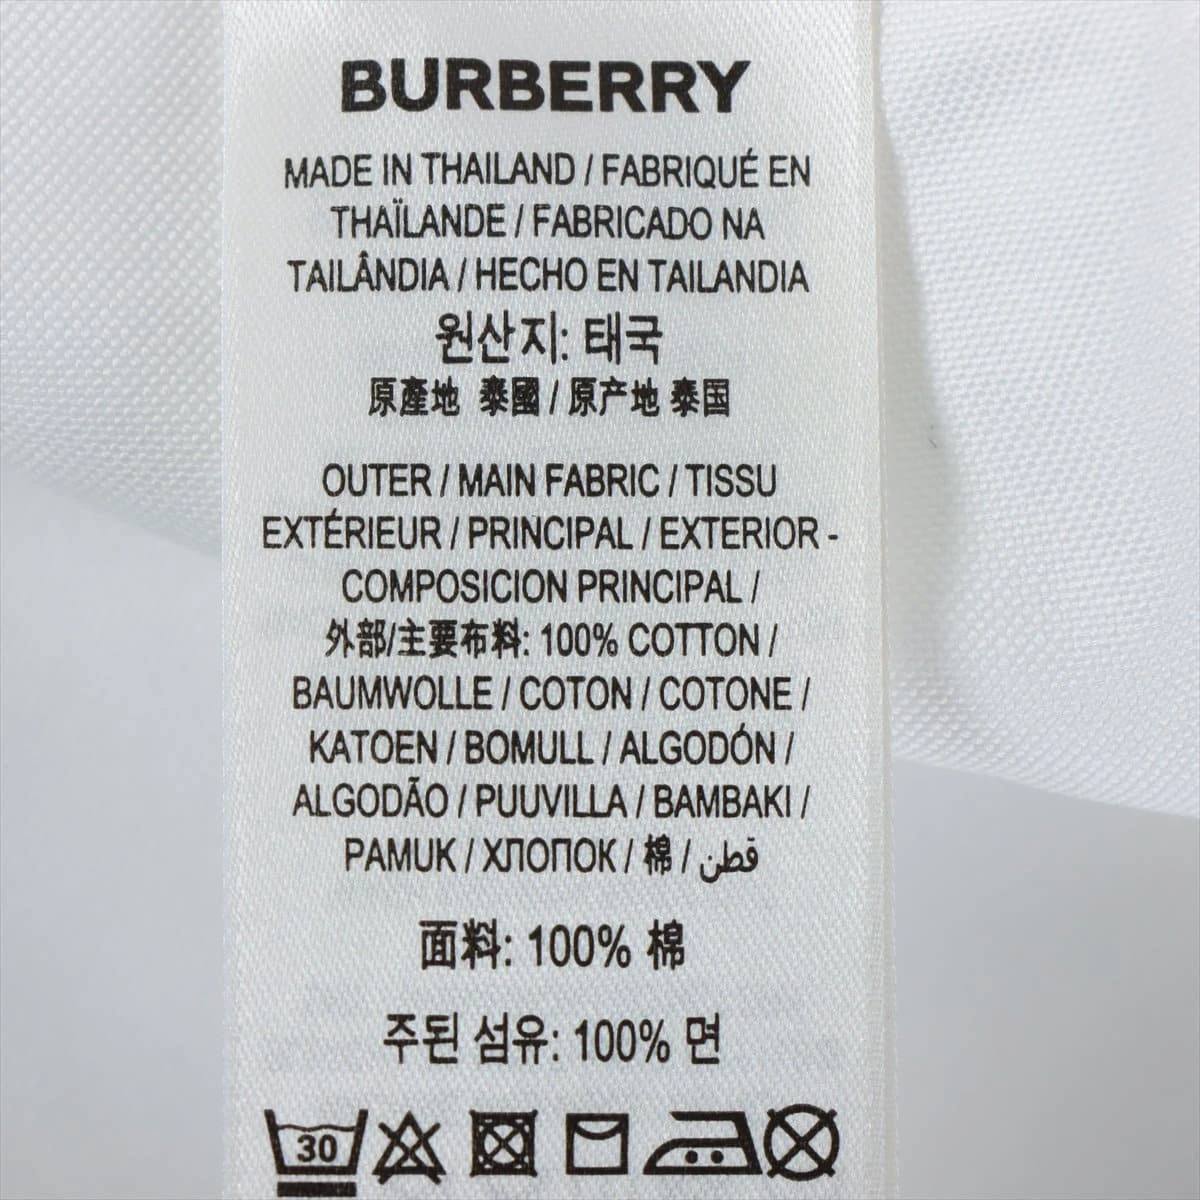 BURBERRY
MADE IN THAILAND / FABRIQUÉ EN
THAÏLANDE / FABRICADO NA
TAILÂNDIA / HECHO EN TAILANDIA
원산지: 태국
原產地 泰國 / 原产地 泰国
OUTER / MAIN FABRIC / TISSU
EXTÉRIEUR / PRINCIPAL / EXTERIOR -
COMPOSICION PRINCIPAL /
外部/主要布料: 100% COTTON /
BAUMWOLLE / COTON / COTONE /
KATOEN / BOMULL / ALGODÓN /
ALGODÃO / PUUVILLA / BAMBAKI /
PAMUK / ХЛОПОК / 棉 / قطن
面料: 100% 棉
주된 섬유: 100% 면
30